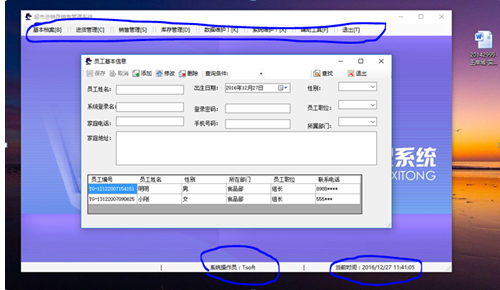 超市进销存销售管理系统
基本档案[B] 进货管理[C] 销售管理[S] 库存管理[D] 数据维护[K] 系统维护[X] 辅助工具[F] 退出[T]
员工基本信息
保存 取消 添加 修改 删除 查询条件: 查找 退出
员工姓名: 出生日期: 2016年12月27日 性别:
系统登录名: 登录密码: 员工职位:
家庭电话: 手机号码: 所属部门:
家庭地址:
系统
XITONG
员工编号 员工姓名 性别 所在部门 员工职位 联系电话
YG-12122007154151 明明 男 食品部 组长 8988****
YG-13122007090625 小刚 女 食品部 组长 555***
系统操作员:Tsoft 当前时间:2016/12/27 11:41:05